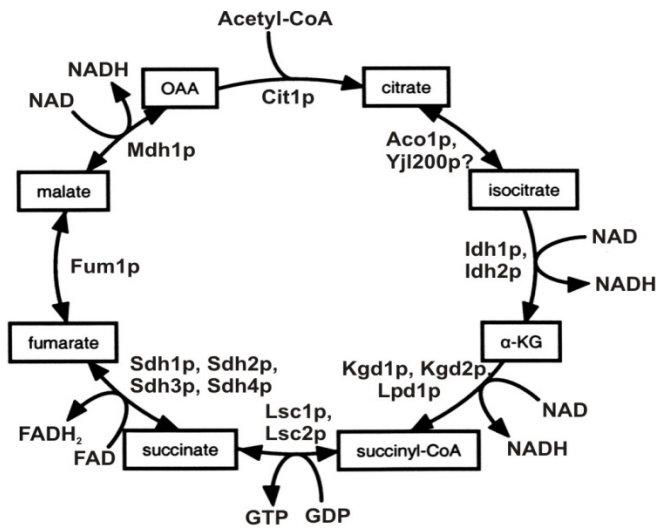 Acetyl-CoA
NADH
OAA
citrate
NAD
Cit1p
Mdh1p
Aco1p,
Yjl200p?
malate
isocitrate
Idh1p,
Idh2p
NAD
NADH
Fum1p
fumarate
α-KG
Sdh1p, Sdh2p,
Sdh3p, Sdh4p
Kgd1p, Kgd2p,
Lpd1p
NAD
NADH
Lsc1p,
Lsc2p
FADH₂
FAD
succinate
succinyl-CoA
GTP
GDP